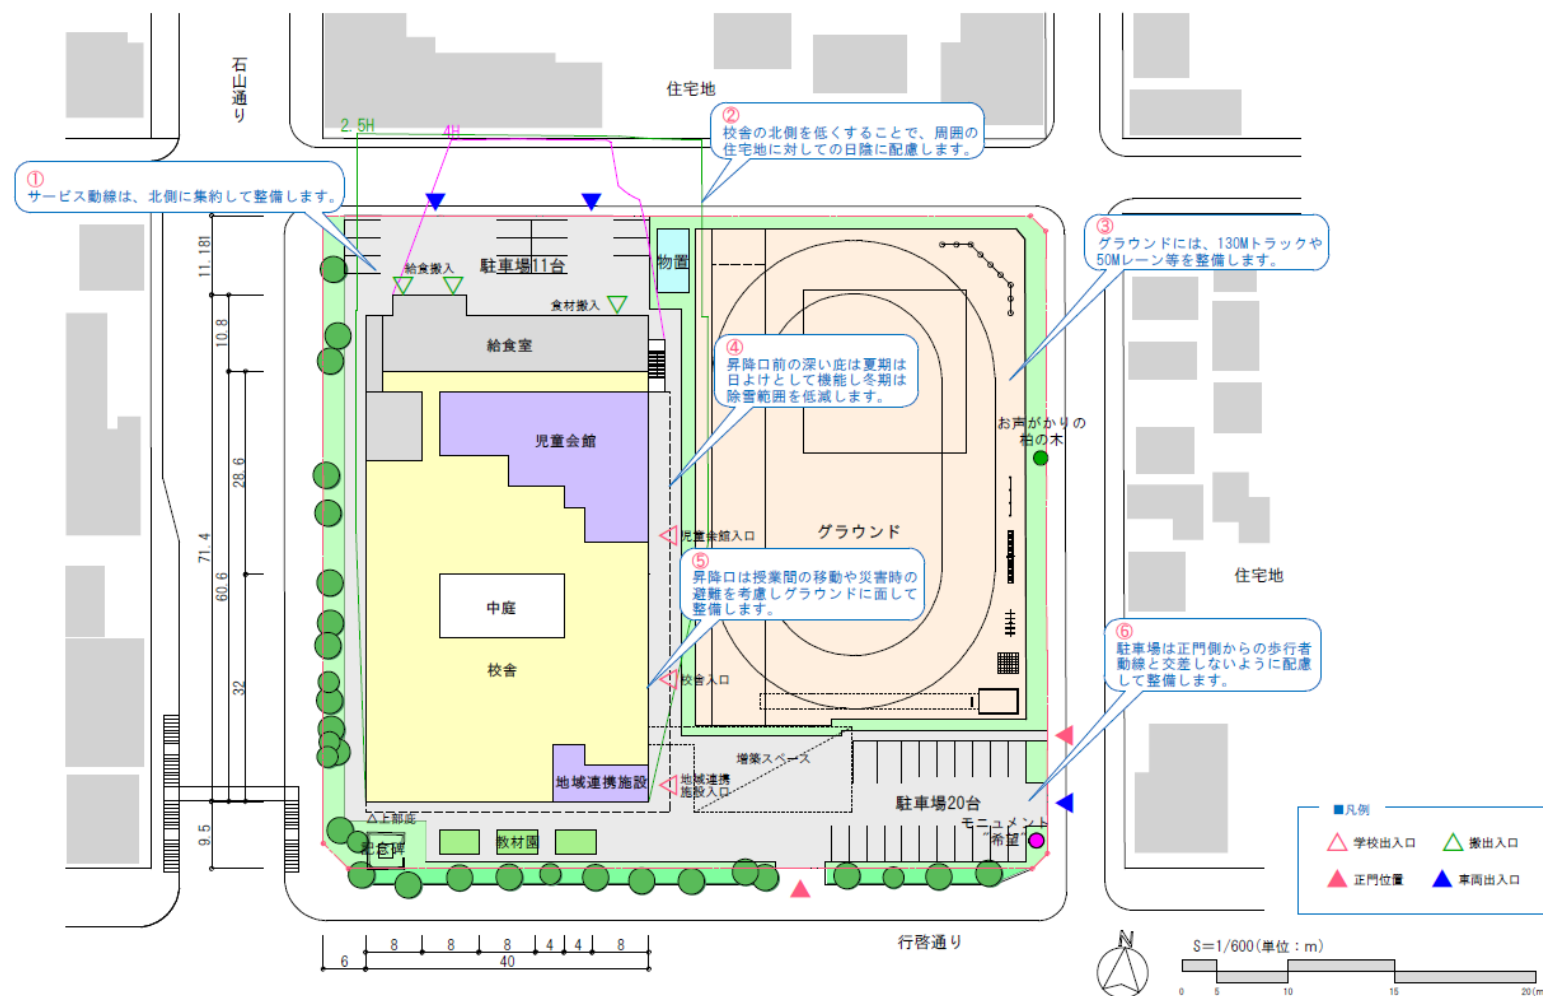 石山通り
住宅地
2.5H
4H
②
校舎の北側を低くすることで、周囲の
住宅地に対しての日陰に配慮します。
①
サービス動線は、北側に集約して整備します。
③
グラウンドには、130Mトラックや
50Mレーン等を整備します。
給食搬入
駐車場11台
物置
食材搬入
給食室
④
昇降口前の深い庇は夏期は
日よけとして機能し冬期は
除雪範囲を低減します。
児童会館
お声がかりの
柏の木
グラウンド
児童会館入口
⑤
昇降口は授業間の移動や災害時の
避難を考慮しグラウンドに面して
整備します。
住宅地
中庭
校舎
校舎入口
⑥
駐車場は正門側からの歩行者
動線と交差しないように配慮
して整備します。
増築スペース
地域連携施設
地域連携
施設入口
駐車場20台
モニュメント
"希望"
△上部庇
記念碑
教材園
11.181
10.8
28.6
71.4
60.6
32
9.5
8
8
8
4
4
8
6
40
行啓通り
■凡例
学校出入口
搬出入口
正門位置
車両出入口
N
S=1/600(単位：m)
0
5
10
15
20(m